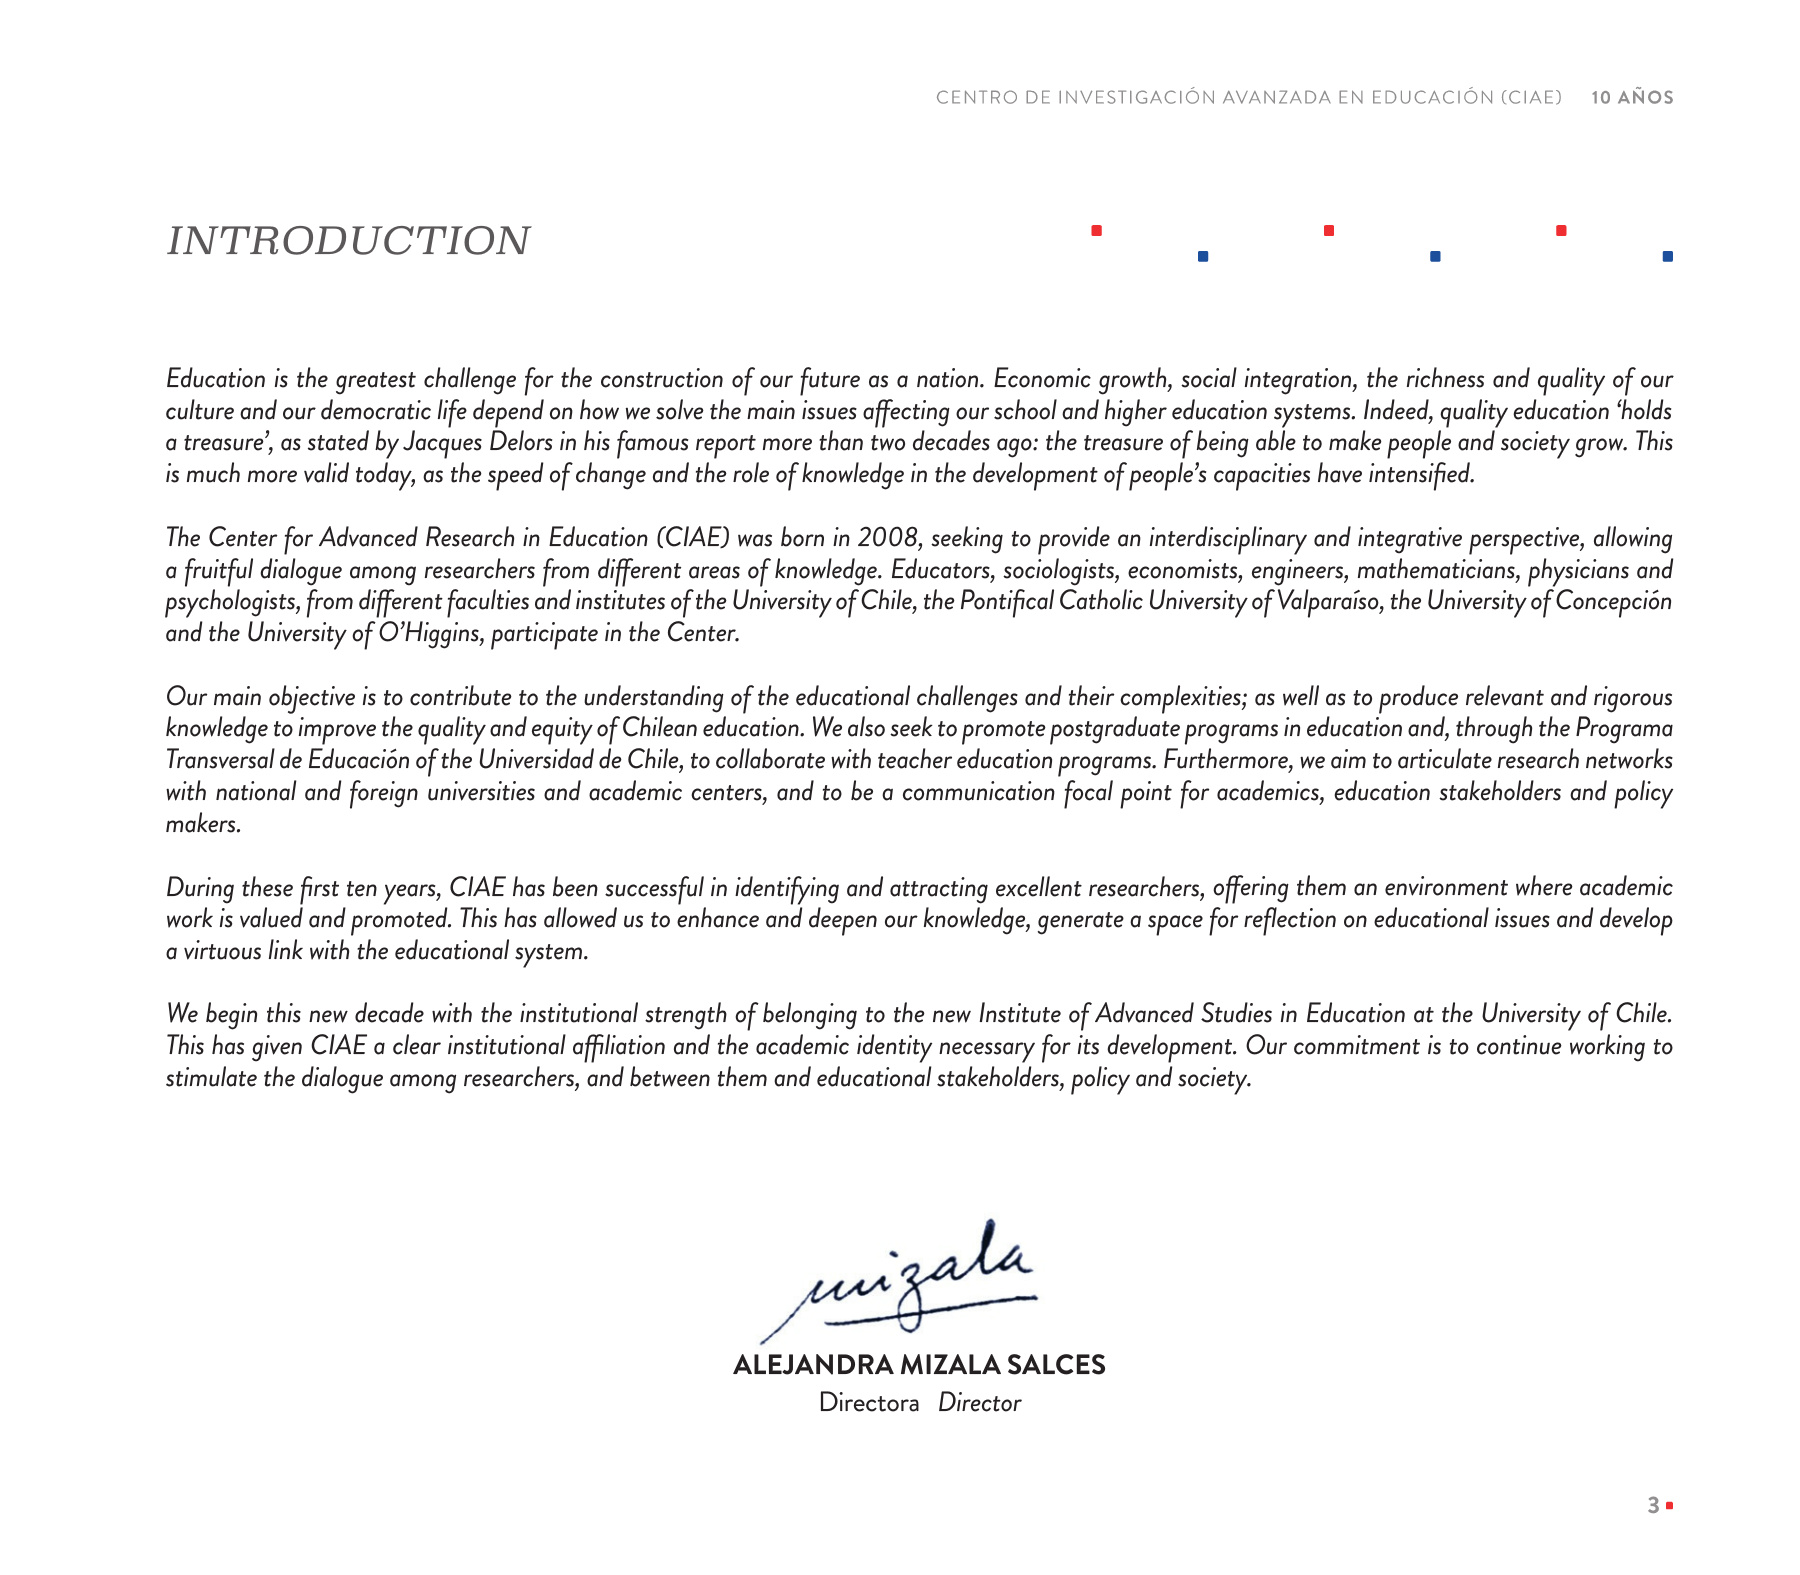 CENTRO DE INVESTIGACIÓN AVANZADA EN EDUCACIÓN (CIAE) 10 AÑOS
INTRODUCTION
Education is the greatest challenge for the construction of our future as a nation. Economic growth, social integration, the richness and quality of our
culture and our democratic life depend on how we solve the main issues affecting our school and higher education systems. Indeed, quality education ‘holds
a treasure’, as stated by Jacques Delors in his famous report more than two decades ago: the treasure of being able to make people and society grow. This
is much more valid today, as the speed of change and the role of knowledge in the development of people’s capacities have intensified.
The Center for Advanced Research in Education (CIAE) was born in 2008, seeking to provide an interdisciplinary and integrative perspective, allowing
a fruitful dialogue among researchers from different areas of knowledge. Educators, sociologists, economists, engineers, mathematicians, physicians and
psychologists, from different faculties and institutes of the University of Chile, the Pontifical Catholic University of Valparaíso, the University of Concepción
and the University of O’Higgins, participate in the Center.
Our main objective is to contribute to the understanding of the educational challenges and their complexities; as well as to produce relevant and rigorous
knowledge to improve the quality and equity of Chilean education. We also seek to promote postgraduate programs in education and, through the Programa
Transversal de Educación of the Universidad de Chile, to collaborate with teacher education programs. Furthermore, we aim to articulate research networks
with national and foreign universities and academic centers, and to be a communication focal point for academics, education stakeholders and policy
makers.
During these first ten years, CIAE has been successful in identifying and attracting excellent researchers, offering them an environment where academic
work is valued and promoted. This has allowed us to enhance and deepen our knowledge, generate a space for reflection on educational issues and develop
a virtuous link with the educational system.
We begin this new decade with the institutional strength of belonging to the new Institute of Advanced Studies in Education at the University of Chile.
This has given CIAE a clear institutional affiliation and the academic identity necessary for its development. Our commitment is to continue working to
stimulate the dialogue among researchers, and between them and educational stakeholders, policy and society.
mizala
ALEJANDRA MIZALA SALCES
Directora Director
3